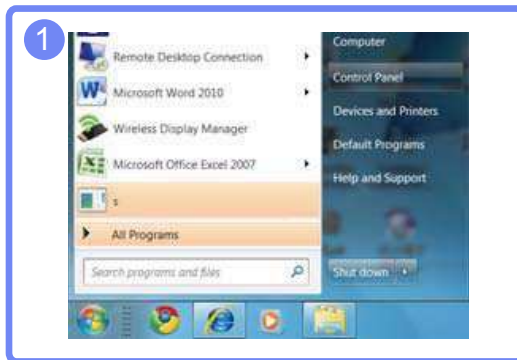 1
Remote Desktop Connection
Microsoft Word 2010
Wireless Display Manager
Microsoft Office Excel 2007
s
All Programs
Search programs and files
Computer
Control Panel
Devices and Printers
Default Programs
Help and Support
Shut down